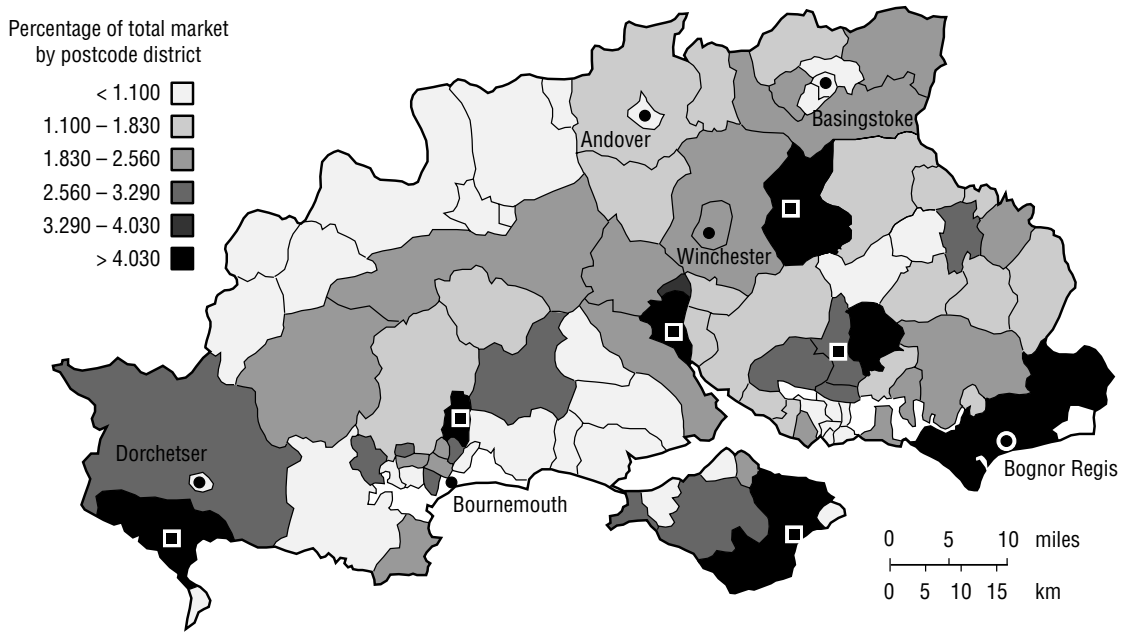 Percentage of total market
by postcode district
< 1.100
1.100 – 1.830
1.830 – 2.560
2.560 – 3.290
3.290 – 4.030
> 4.030
Basingstoke
Andover
Winchester
Dorchetser
Bognor Regis
Bournemouth
0 5 10 miles
0 5 10 15 km